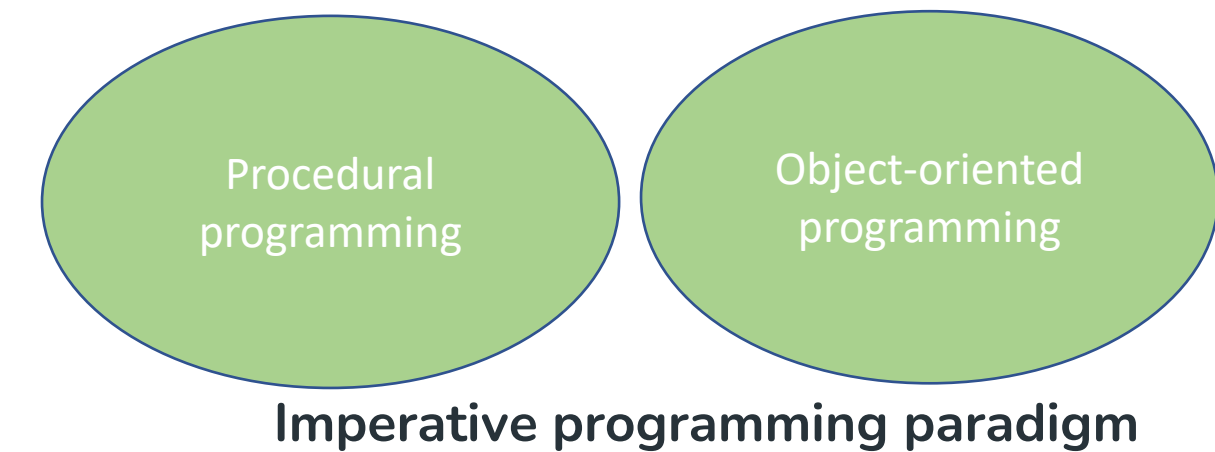 Procedural
programming
Object-oriented
programming
Imperative programming paradigm